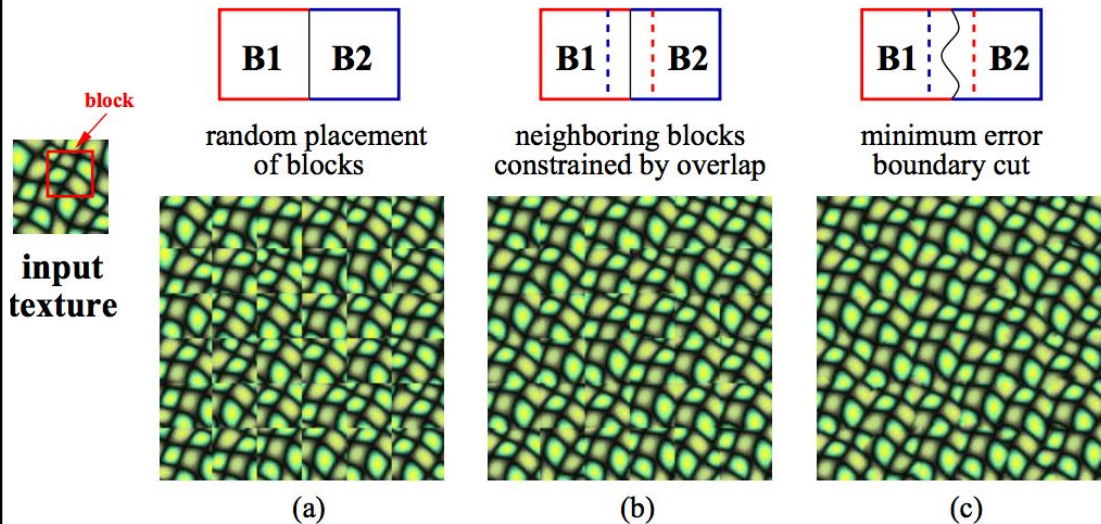 B1 B2
B1 B2
B1 B2
block
random placement
of blocks
neighboring blocks
constrained by overlap
minimum error
boundary cut
input
texture
(a)
(b)
(c)